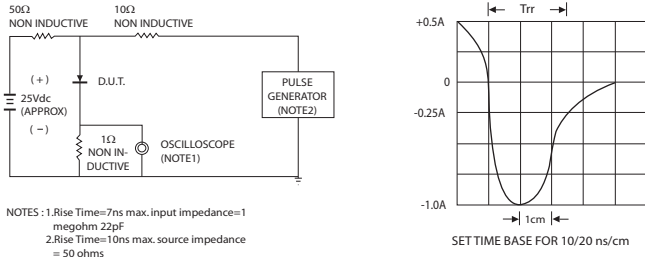 50Ω
NON INDUCTIVE
10Ω
NON INDUCTIVE
(+)
25Vdc
(APPROX)
(−)
D.U.T.
1Ω
NON IN-
DUCTIVE
OSCILLOSCOPE
(NOTE1)
PULSE
GENERATOR
(NOTE2)
NOTES : 1.Rise Time=7ns max. input impedance=1
megohm 22pF
2.Rise Time=10ns max. source impedance
= 50 ohms
Trr
+0.5A
0
-0.25A
-1.0A
1cm
SET TIME BASE FOR 10/20 ns/cm